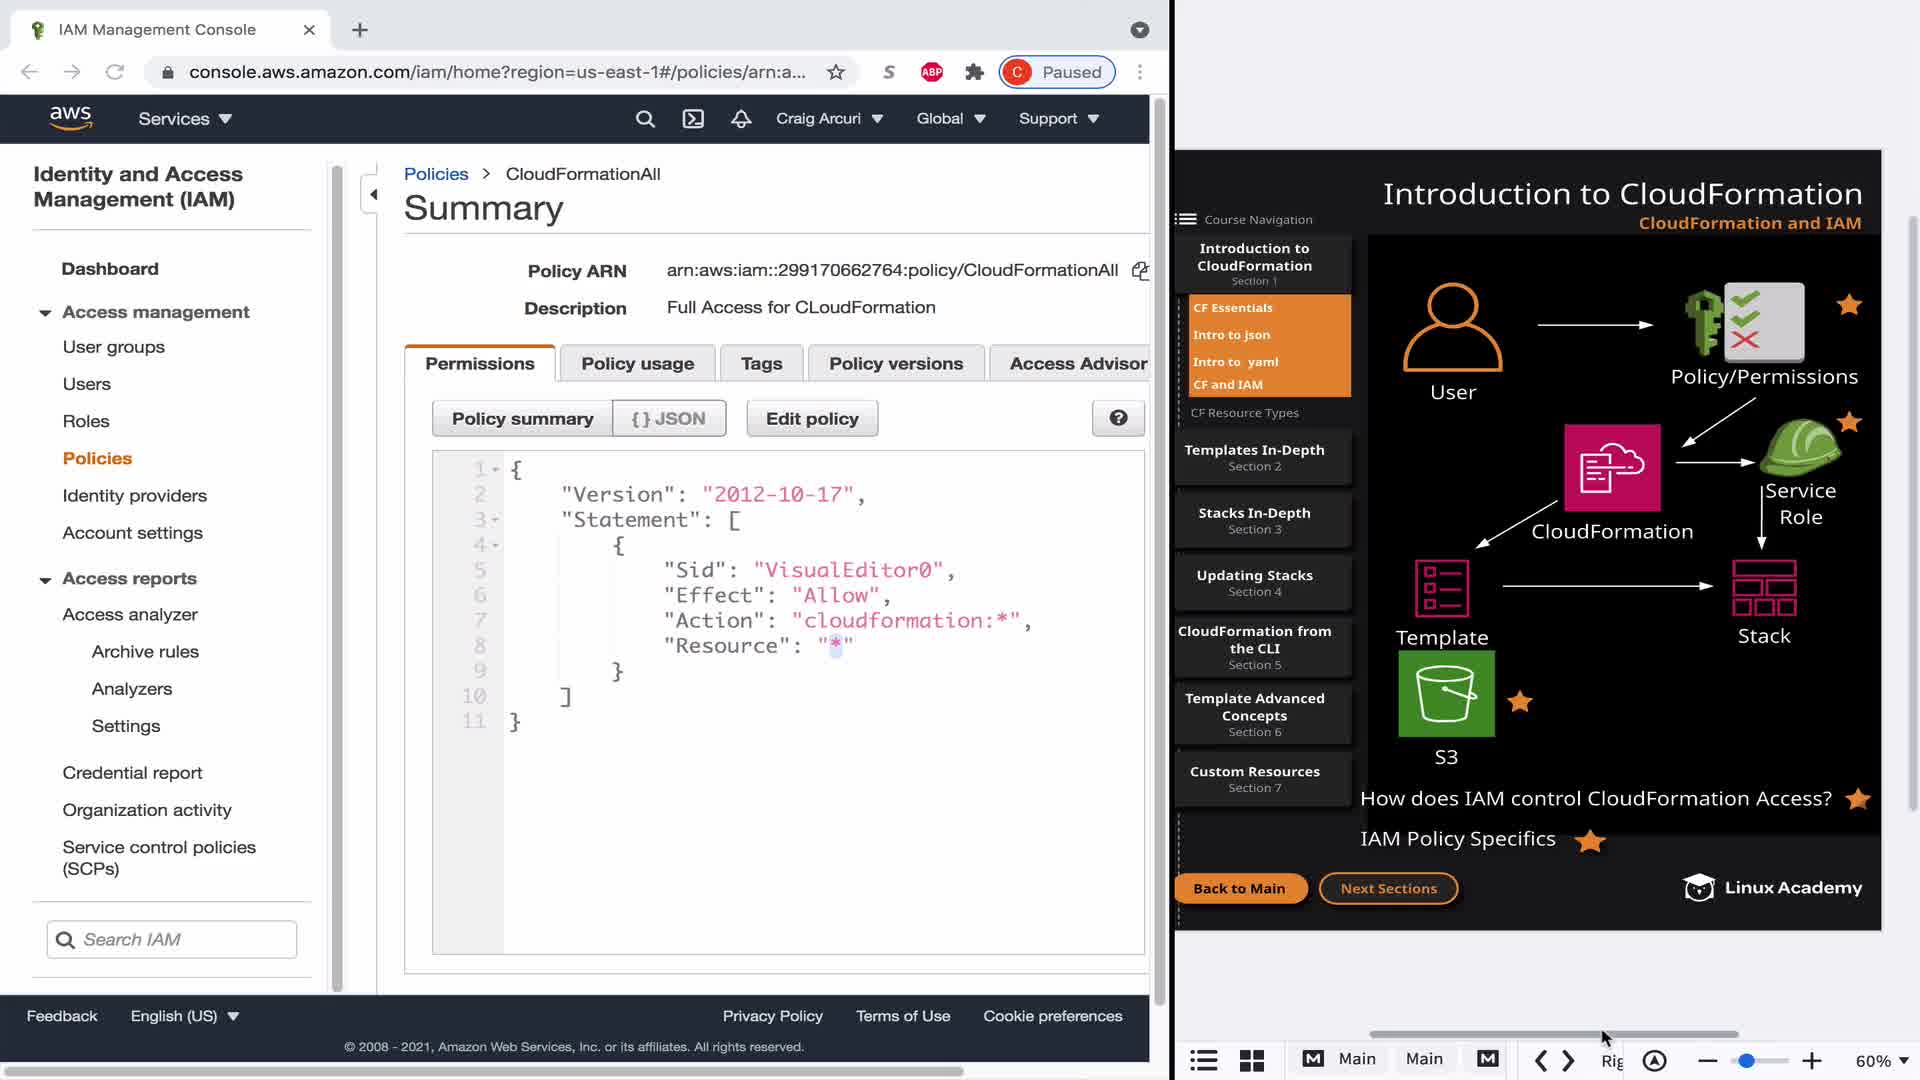 IAM Management Console
console.aws.amazon.com/iam/home?region=us-east-1#/policies/arn:a...
S
ABP
C Paused
aws
Services
Craig Arcuri
Global
Support
Identity and Access
Management (IAM)
Dashboard
Access management
User groups
Users
Roles
Policies
Identity providers
Account settings
Access reports
Access analyzer
Archive rules
Analyzers
Settings
Credential report
Organization activity
Service control policies
(SCPs)
Search IAM
Policies > CloudFormationAll
Summary
Policy ARN arn:aws:iam::299170662764:policy/CloudFormationAll
Description Full Access for CLoudFormation
Permissions
Policy usage
Tags
Policy versions
Access Advisor
Policy summary
{ } JSON
Edit policy
?
1 {
2 "Version": "2012-10-17",
3 "Statement": [
4 {
5 "Sid": "VisualEditor0",
6 "Effect": "Allow",
7 "Action": "cloudformation:*",
8 "Resource": "*"
9 }
10 ]
11 }
Feedback
English (US)
Privacy Policy
Terms of Use
Cookie preferences
© 2008 - 2021, Amazon Web Services, Inc. or its affiliates. All rights reserved.
Introduction to CloudFormation
CloudFormation and IAM
Course Navigation
Introduction to
CloudFormation
Section 1
CF Essentials
Intro to json
Intro to yaml
CF and IAM
CF Resource Types
Templates In-Depth
Section 2
Stacks In-Depth
Section 3
Updating Stacks
Section 4
CloudFormation from
the CLI
Section 5
Template Advanced
Concepts
Section 6
Custom Resources
Section 7
User
Policy/Permissions
CloudFormation
Service
Role
Template
Stack
S3
How does IAM control CloudFormation Access?
IAM Policy Specifics
Back to Main
Next Sections
Linux Academy
M Main
Main
M
Rig
60%